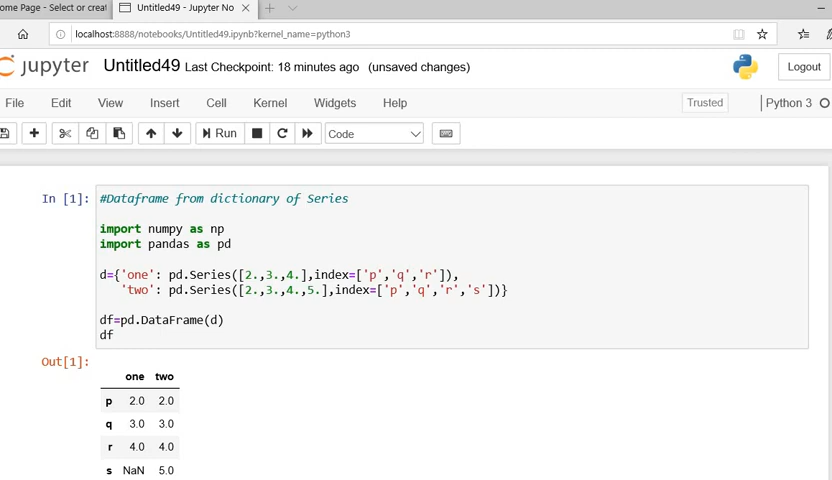 ome Page - Select or creat
Untitled49 - Jupyter No
localhost:8888/notebooks/Untitled49.ipynb?kernel_name=python3
jupyter Untitled49 Last Checkpoint: 18 minutes ago (unsaved changes)
Logout
File Edit View Insert Cell Kernel Widgets Help
Trusted
Python 3
Run
Code
In [1]: #Dataframe from dictionary of Series
import numpy as np
import pandas as pd
d={'one': pd.Series([2.,3.,4.],index=['p','q','r']),
'two': pd.Series([2.,3.,4.,5.],index=['p','q','r','s'])}
df=pd.DataFrame(d)
df
Out[1]:
one two
p 2.0 2.0
q 3.0 3.0
r 4.0 4.0
s NaN 5.0